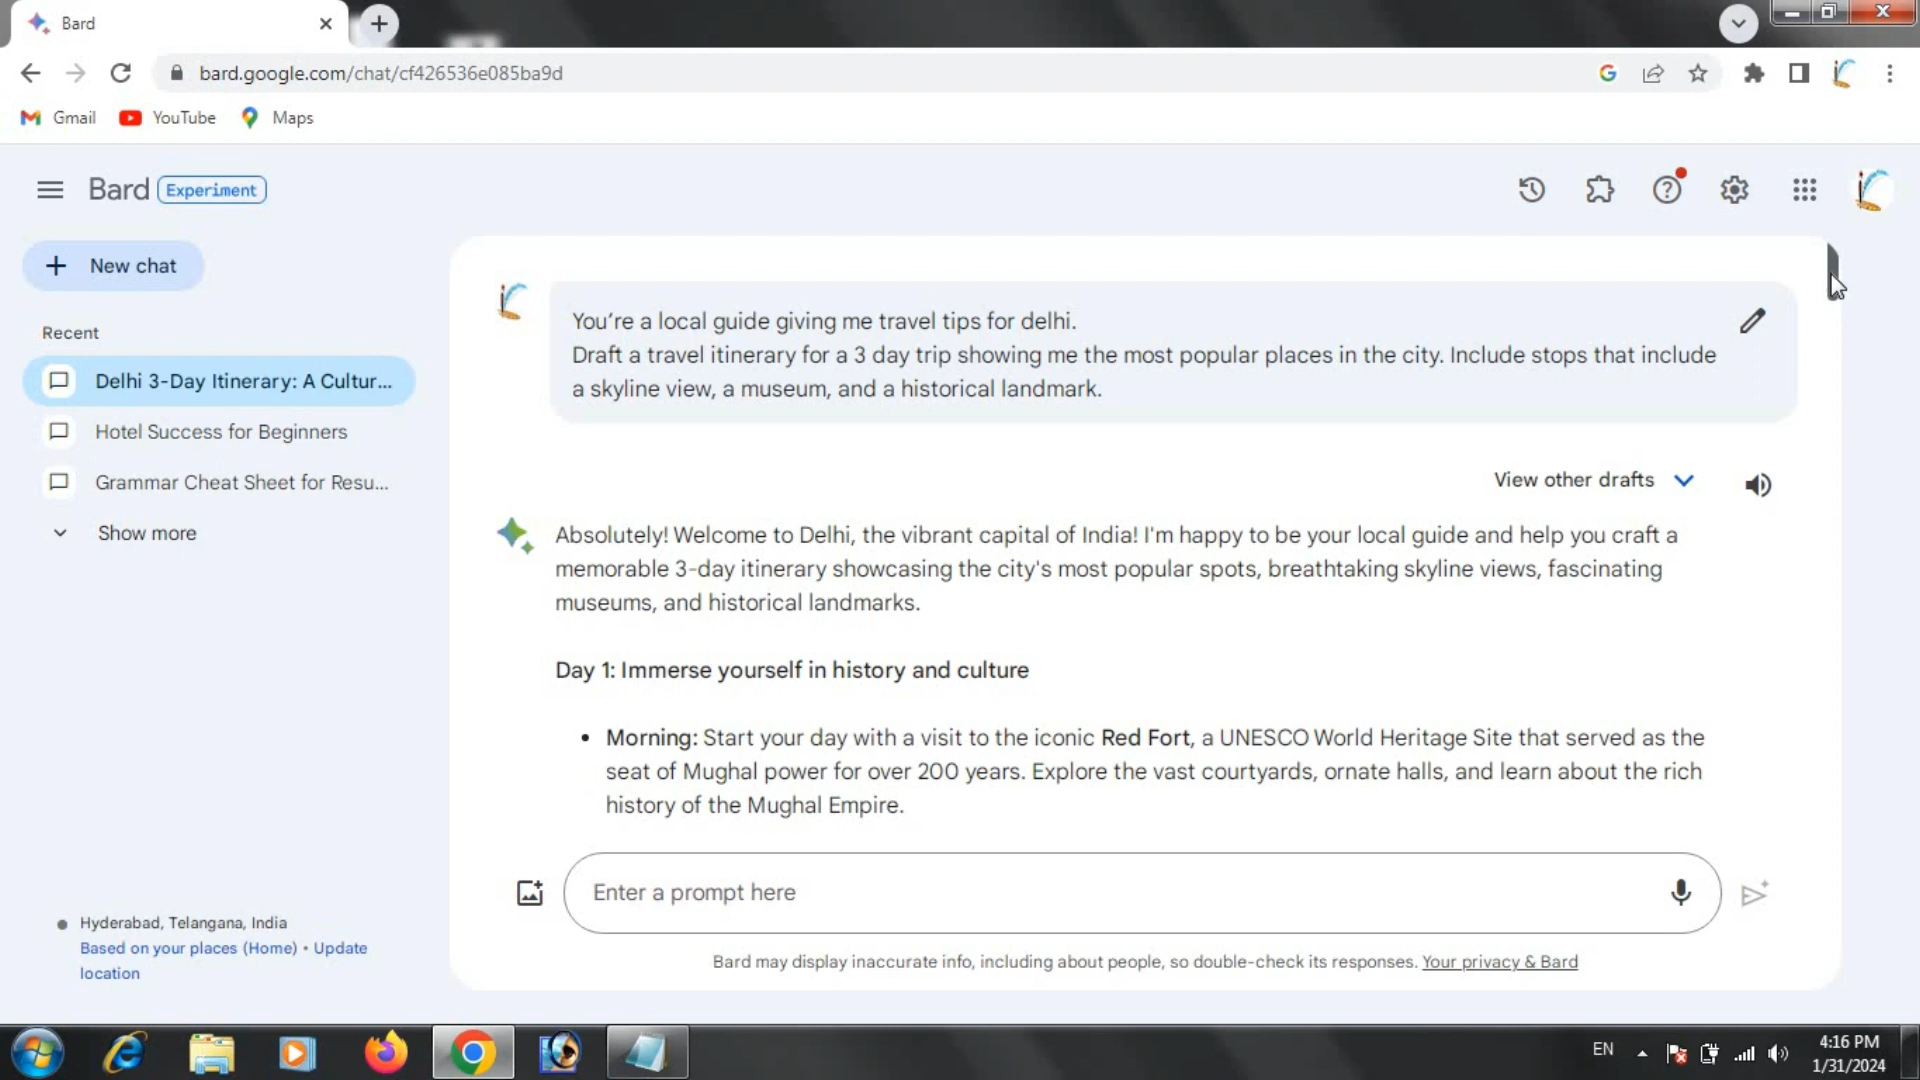 Bard
bard.google.com/chat/cf426536e085ba9d
Gmail YouTube Maps
Bard Experiment
New chat
Recent
Delhi 3-Day Itinerary: A Cultur...
Hotel Success for Beginners
Grammar Cheat Sheet for Resu...
Show more
Hyderabad, Telangana, India
Based on your places (Home) • Update
location
You’re a local guide giving me travel tips for delhi.
Draft a travel itinerary for a 3 day trip showing me the most popular places in the city. Include stops that include
a skyline view, a museum, and a historical landmark.
View other drafts
Absolutely! Welcome to Delhi, the vibrant capital of India! I'm happy to be your local guide and help you craft a
memorable 3-day itinerary showcasing the city's most popular spots, breathtaking skyline views, fascinating
museums, and historical landmarks.
Day 1: Immerse yourself in history and culture
• Morning: Start your day with a visit to the iconic Red Fort, a UNESCO World Heritage Site that served as the
seat of Mughal power for over 200 years. Explore the vast courtyards, ornate halls, and learn about the rich
history of the Mughal Empire.
Enter a prompt here
Bard may display inaccurate info, including about people, so double-check its responses. Your privacy & Bard
EN
4:16 PM
1/31/2024